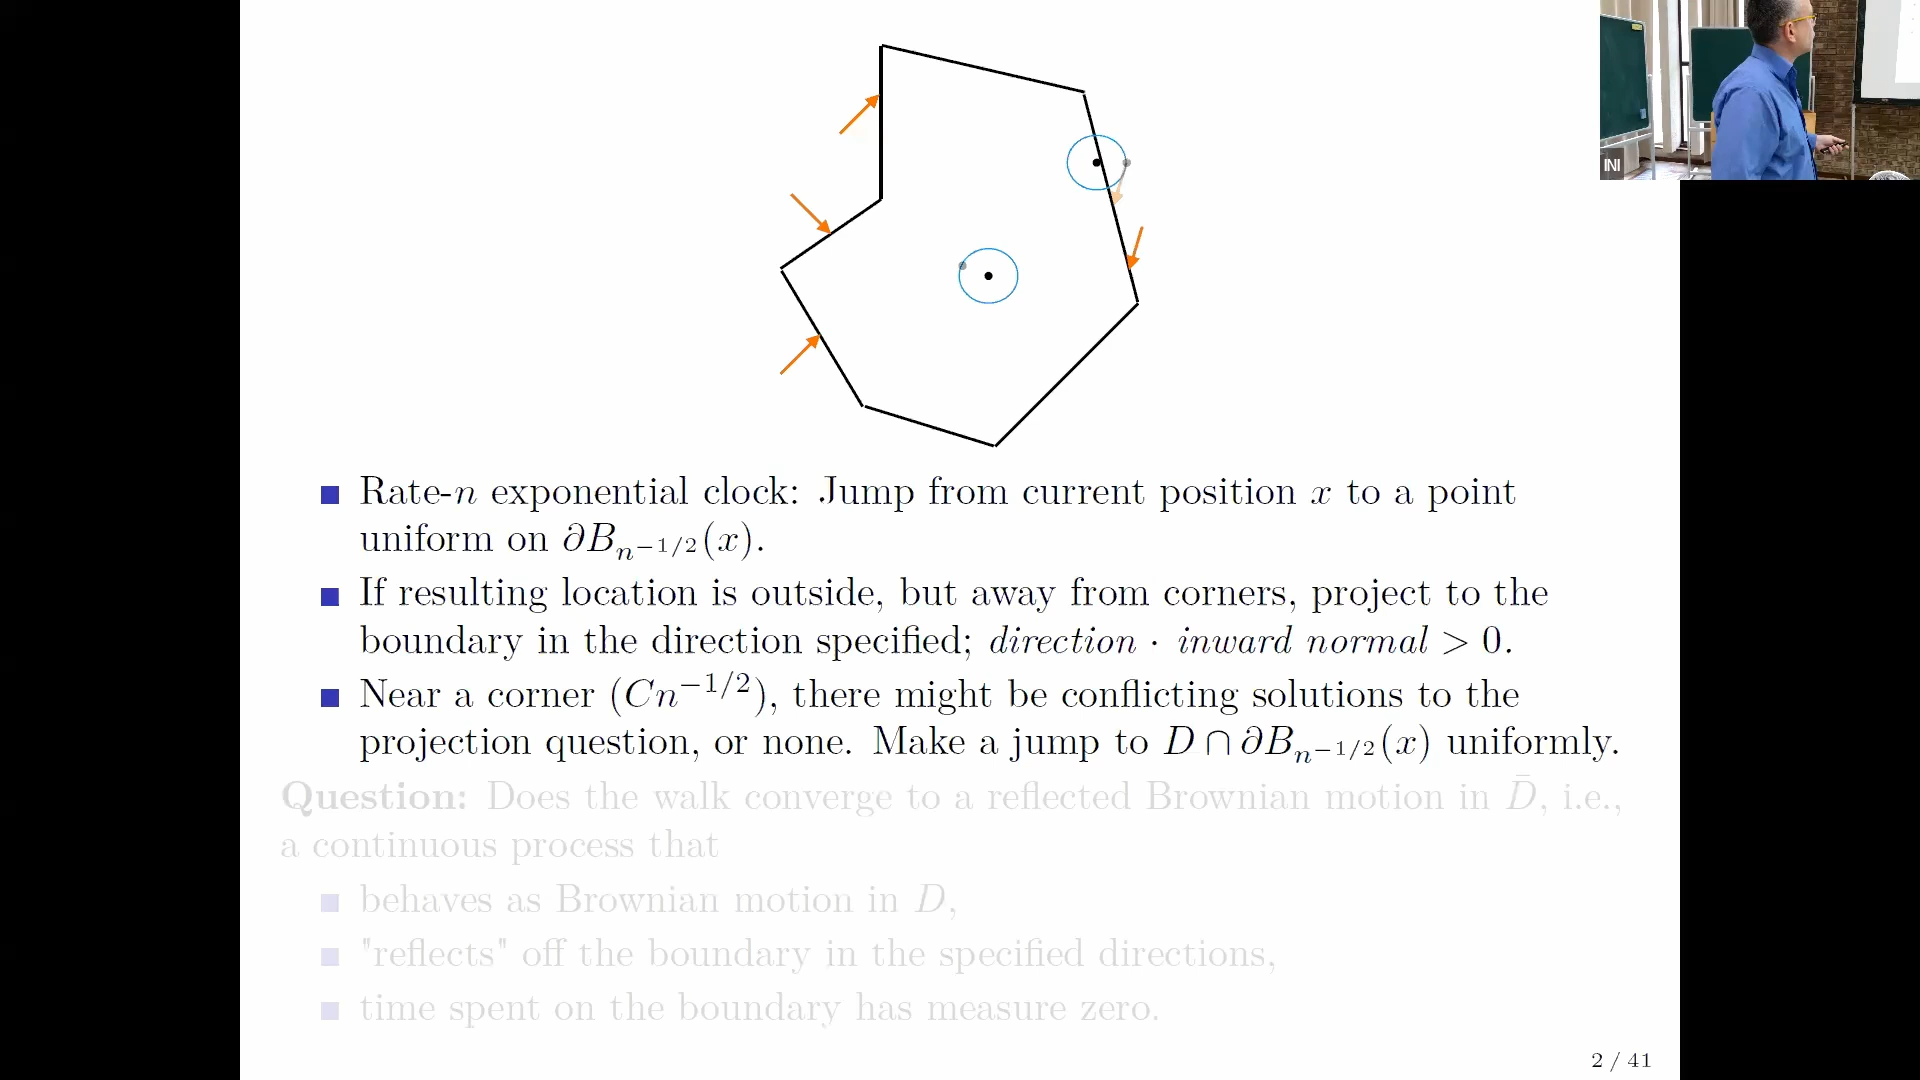 INI
Rate-n exponential clock: Jump from current position x to a point
uniform on ∂B_{n^{-1/2}}(x).
If resulting location is outside, but away from corners, project to the
boundary in the direction specified; direction · inward normal > 0.
Near a corner (Cn^{-1/2}), there might be conflicting solutions to the
projection question, or none. Make a jump to D ∩ ∂B_{n^{-1/2}}(x) uniformly.
Question: Does the walk converge to a reflected Brownian motion in D̄, i.e.,
a continuous process that
behaves as Brownian motion in D,
"reflects" off the boundary in the specified directions,
time spent on the boundary has measure zero.
2 / 41